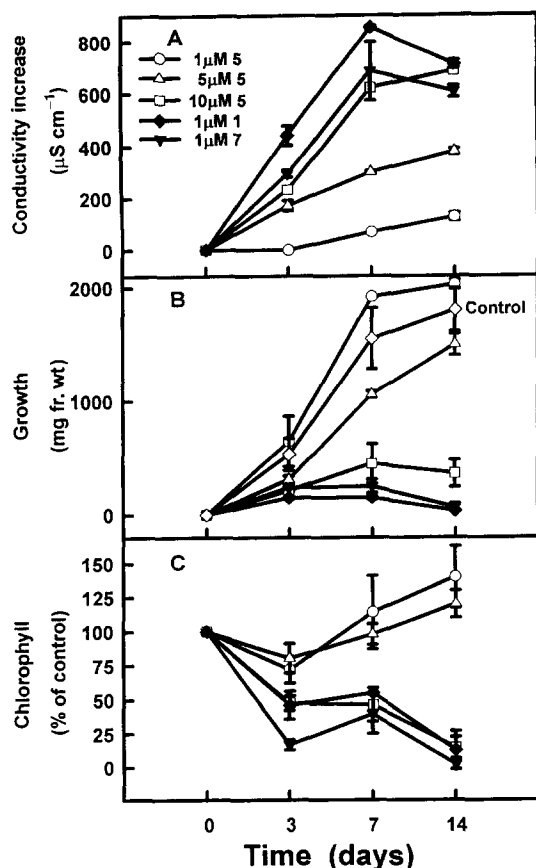 A
800
600
400
200
0
Conductivity increase
(μS cm⁻¹)
1μM 5
5μM 5
10μM 5
1μM 1
1μM 7
B
2000
1000
0
Growth
(mg fr. wt)
Control
C
150
125
100
75
50
25
0
Chlorophyll
(% of control)
0 3 7 14
Time (days)